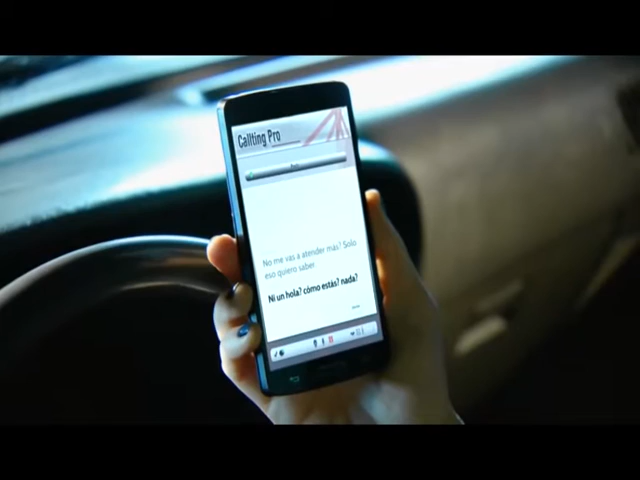 Callting Pro
No me vas a atender más? Solo
eso quiero saber
Ni un hola? cómo estás? nada?